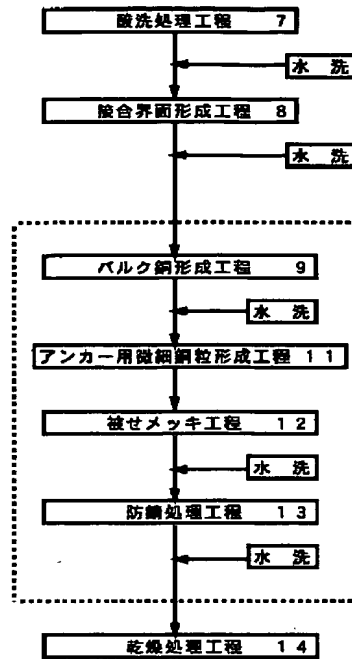 酸洗処理工程 7
水 洗
接合界面形成工程 8
水 洗
バルク銅形成工程 9
水 洗
アンカー用微細銅粒形成工程 11
被せメッキ工程 12
水 洗
防錆処理工程 13
水 洗
乾燥処理工程 14